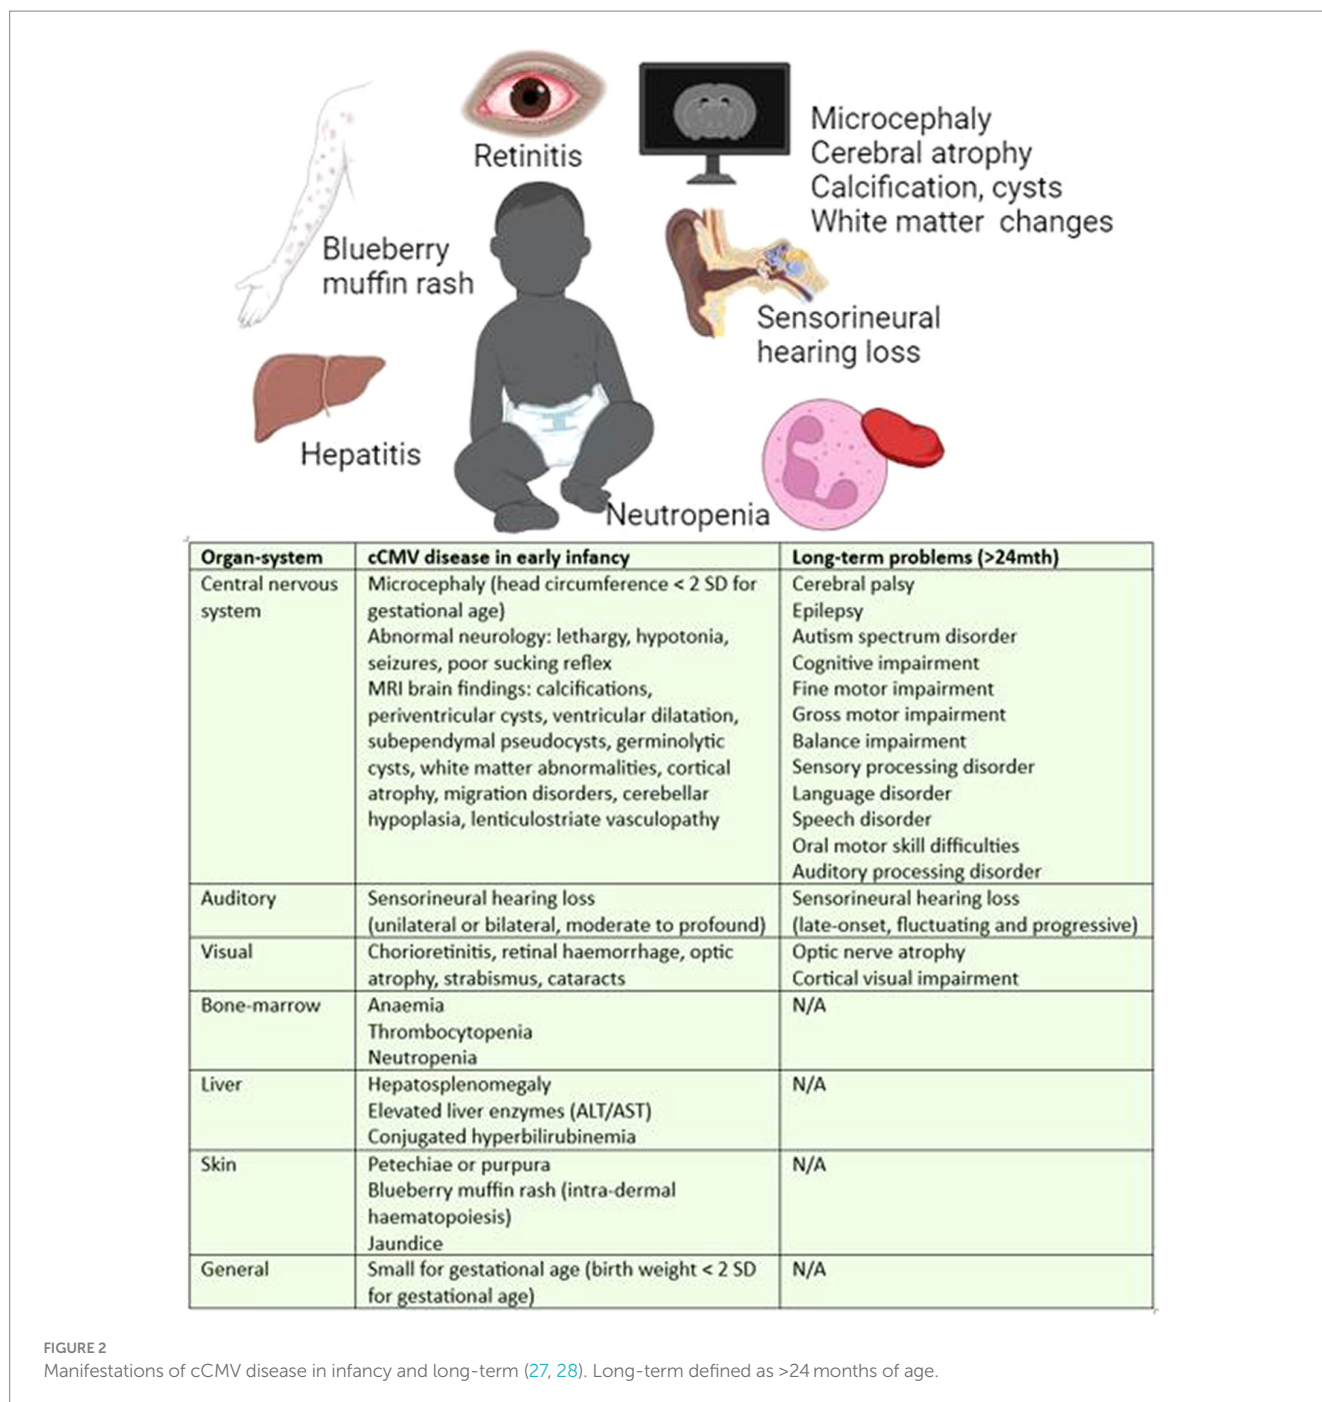 Retinitis
Microcephaly
Cerebral atrophy
Calcification, cysts
White matter changes
Blueberry
muffin rash
Sensorineural
hearing loss
Hepatitis
Neutropenia
Organ-system
cCMV disease in early infancy
Long-term problems (>24mth)
Central nervous
system
Microcephaly (head circumference < 2 SD for
gestational age)
Abnormal neurology: lethargy, hypotonia,
seizures, poor sucking reflex
MRI brain findings: calcifications,
periventricular cysts, ventricular dilatation,
subependymal pseudocysts, germinolytic
cysts, white matter abnormalities, cortical
atrophy, migration disorders, cerebellar
hypoplasia, lenticulostriate vasculopathy
Cerebral palsy
Epilepsy
Autism spectrum disorder
Cognitive impairment
Fine motor impairment
Gross motor impairment
Balance impairment
Sensory processing disorder
Language disorder
Speech disorder
Oral motor skill difficulties
Auditory processing disorder
Auditory
Sensorineural hearing loss
(unilateral or bilateral, moderate to profound)
Sensorineural hearing loss
(late-onset, fluctuating and progressive)
Visual
Chorioretinitis, retinal haemorrhage, optic
atrophy, strabismus, cataracts
Optic nerve atrophy
Cortical visual impairment
Bone-marrow
Anaemia
Thrombocytopenia
Neutropenia
N/A
Liver
Hepatosplenomegaly
Elevated liver enzymes (ALT/AST)
Conjugated hyperbilirubinemia
N/A
Skin
Petechiae or purpura
Blueberry muffin rash (intra-dermal
haematopoiesis)
Jaundice
N/A
General
Small for gestational age (birth weight < 2 SD
for gestational age)
N/A
FIGURE 2
Manifestations of cCMV disease in infancy and long-term (27, 28). Long-term defined as >24 months of age.